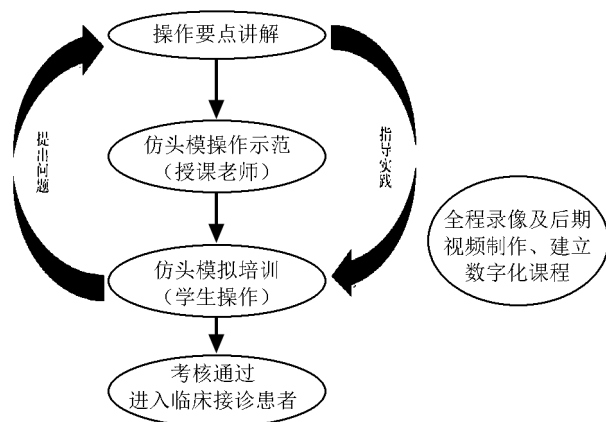 操作要点讲解
提出问题
指导实践
仿头模操作示范
（授课老师）
全程录像及后期
视频制作、建立
数字化课程
仿头模拟培训
（学生操作）
考核通过
进入临床接诊患者